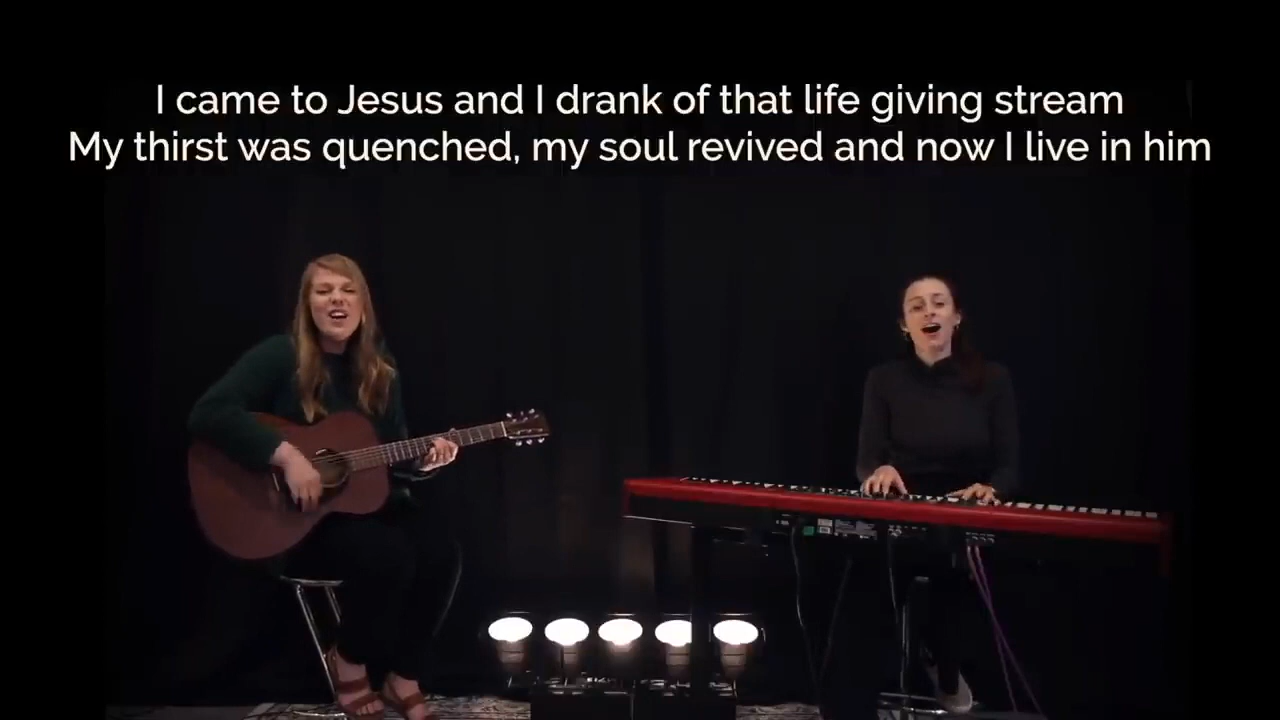 I came to Jesus and I drank of that life giving stream
My thirst was quenched, my soul revived and now I live in him